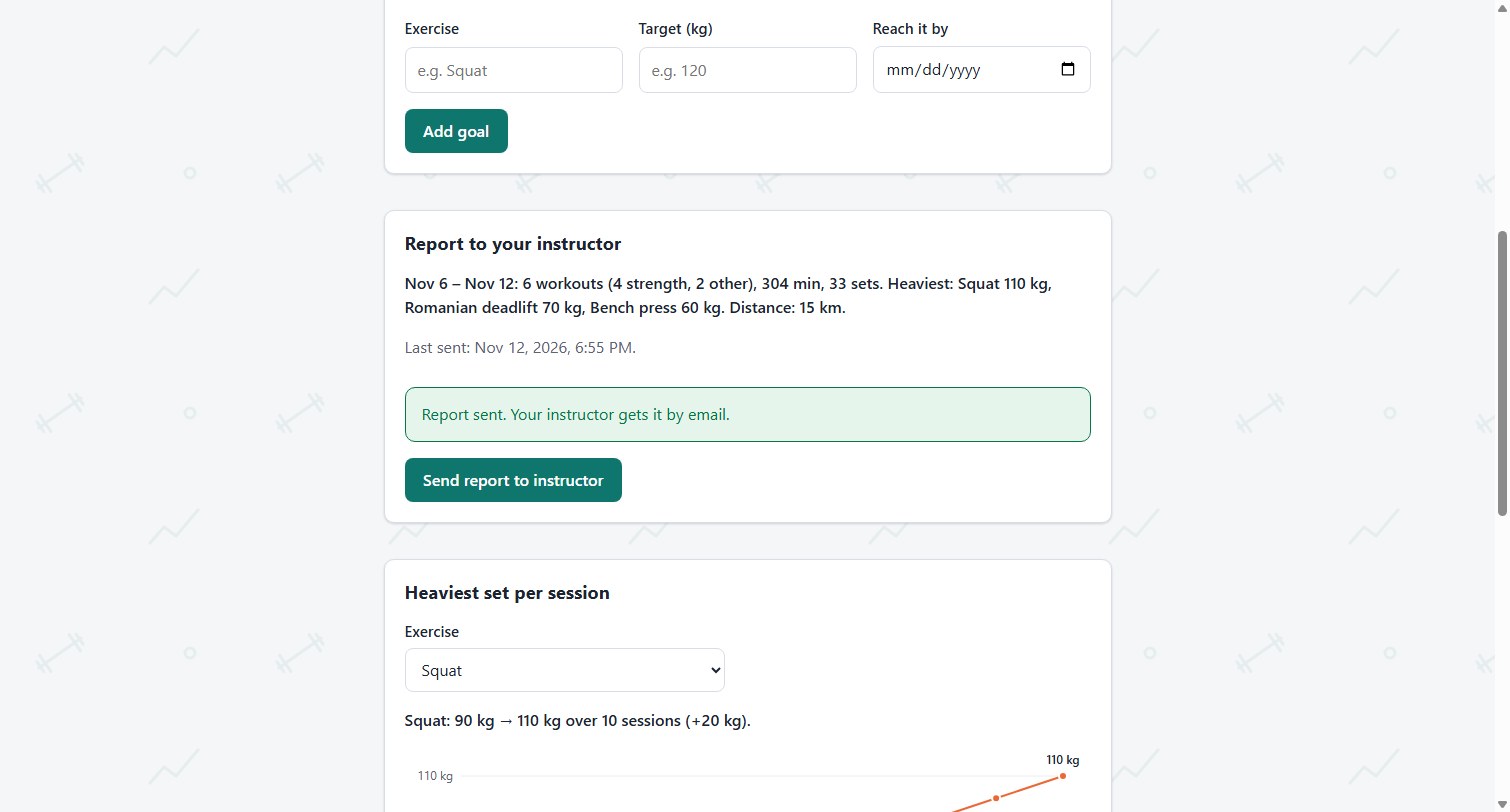 Exercise
Target (kg)
Reach it by
e.g. Squat
e.g. 120
mm/dd/yyyy
Add goal
Report to your instructor
Nov 6 – Nov 12: 6 workouts (4 strength, 2 other), 304 min, 33 sets. Heaviest: Squat 110 kg,
Romanian deadlift 70 kg, Bench press 60 kg. Distance: 15 km.
Last sent: Nov 12, 2026, 6:55 PM.
Report sent. Your instructor gets it by email.
Send report to instructor
Heaviest set per session
Exercise
Squat
Squat: 90 kg → 110 kg over 10 sessions (+20 kg).
110 kg
110 kg